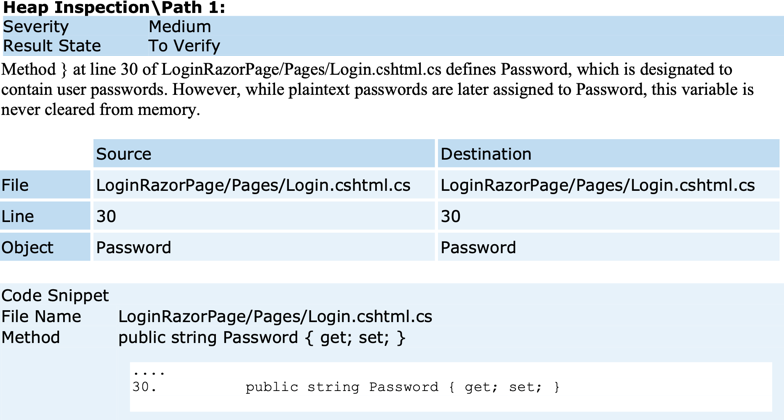 Heap Inspection\Path 1:
Severity Medium
Result State To Verify
Method } at line 30 of LoginRazorPage/Pages/Login.cshtml.cs defines Password, which is designated to
contain user passwords. However, while plaintext passwords are later assigned to Password, this variable is
never cleared from memory.
Source Destination
File LoginRazorPage/Pages/Login.cshtml.cs LoginRazorPage/Pages/Login.cshtml.cs
Line 30 30
Object Password Password
Code Snippet
File Name LoginRazorPage/Pages/Login.cshtml.cs
Method public string Password { get; set; }
....
30. public string Password { get; set; }